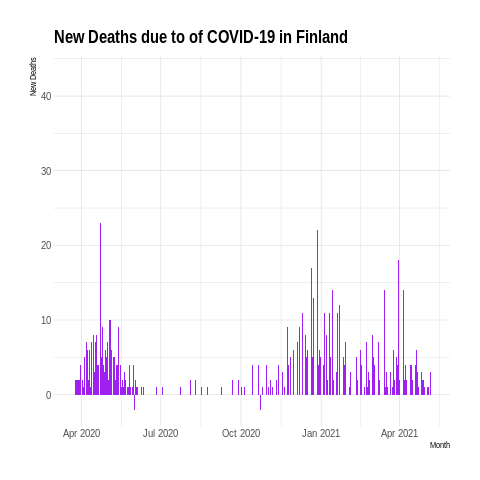 New Deaths due to of COVID-19 in Finland
New Deaths
40
30
20
10
0
Apr 2020 Jul 2020 Oct 2020 Jan 2021 Apr 2021
Month